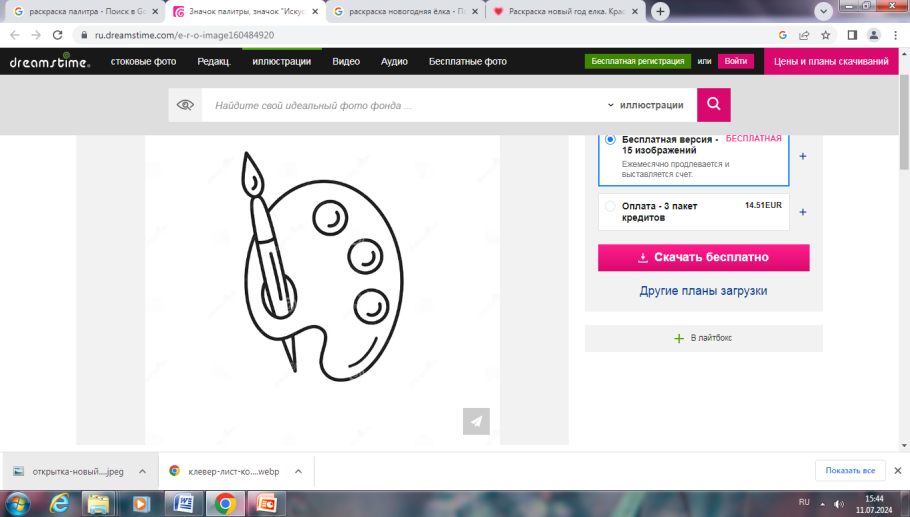 раскраска палитра - Поиск в Go
Значок палитры, значок "Искус
раскраска новогодняя ёлка - П
Раскраска новый год елка. Крас
ru.dreamstime.com/e-r-o-image160484920
dreamstime.
стоковые фото Редакц. иллюстрации Видео Аудио Бесплатные фото
Бесплатная регистрация или Войти
Цены и планы скачиваний
Найдите свой идеальный фото фонда ...
иллюстрации
Бесплатная версия - БЕСПЛАТНАЯ
15 изображений
Ежемесячно продлевается и
выставляется счет.
Оплата - 3 пакет 14.51EUR
кредитов
Скачать бесплатно
Другие планы загрузки
В лайтбокс
открытка-новый....jpeg
клевер-лист-ко....webp
Показать все
RU
15:44
11.07.2024